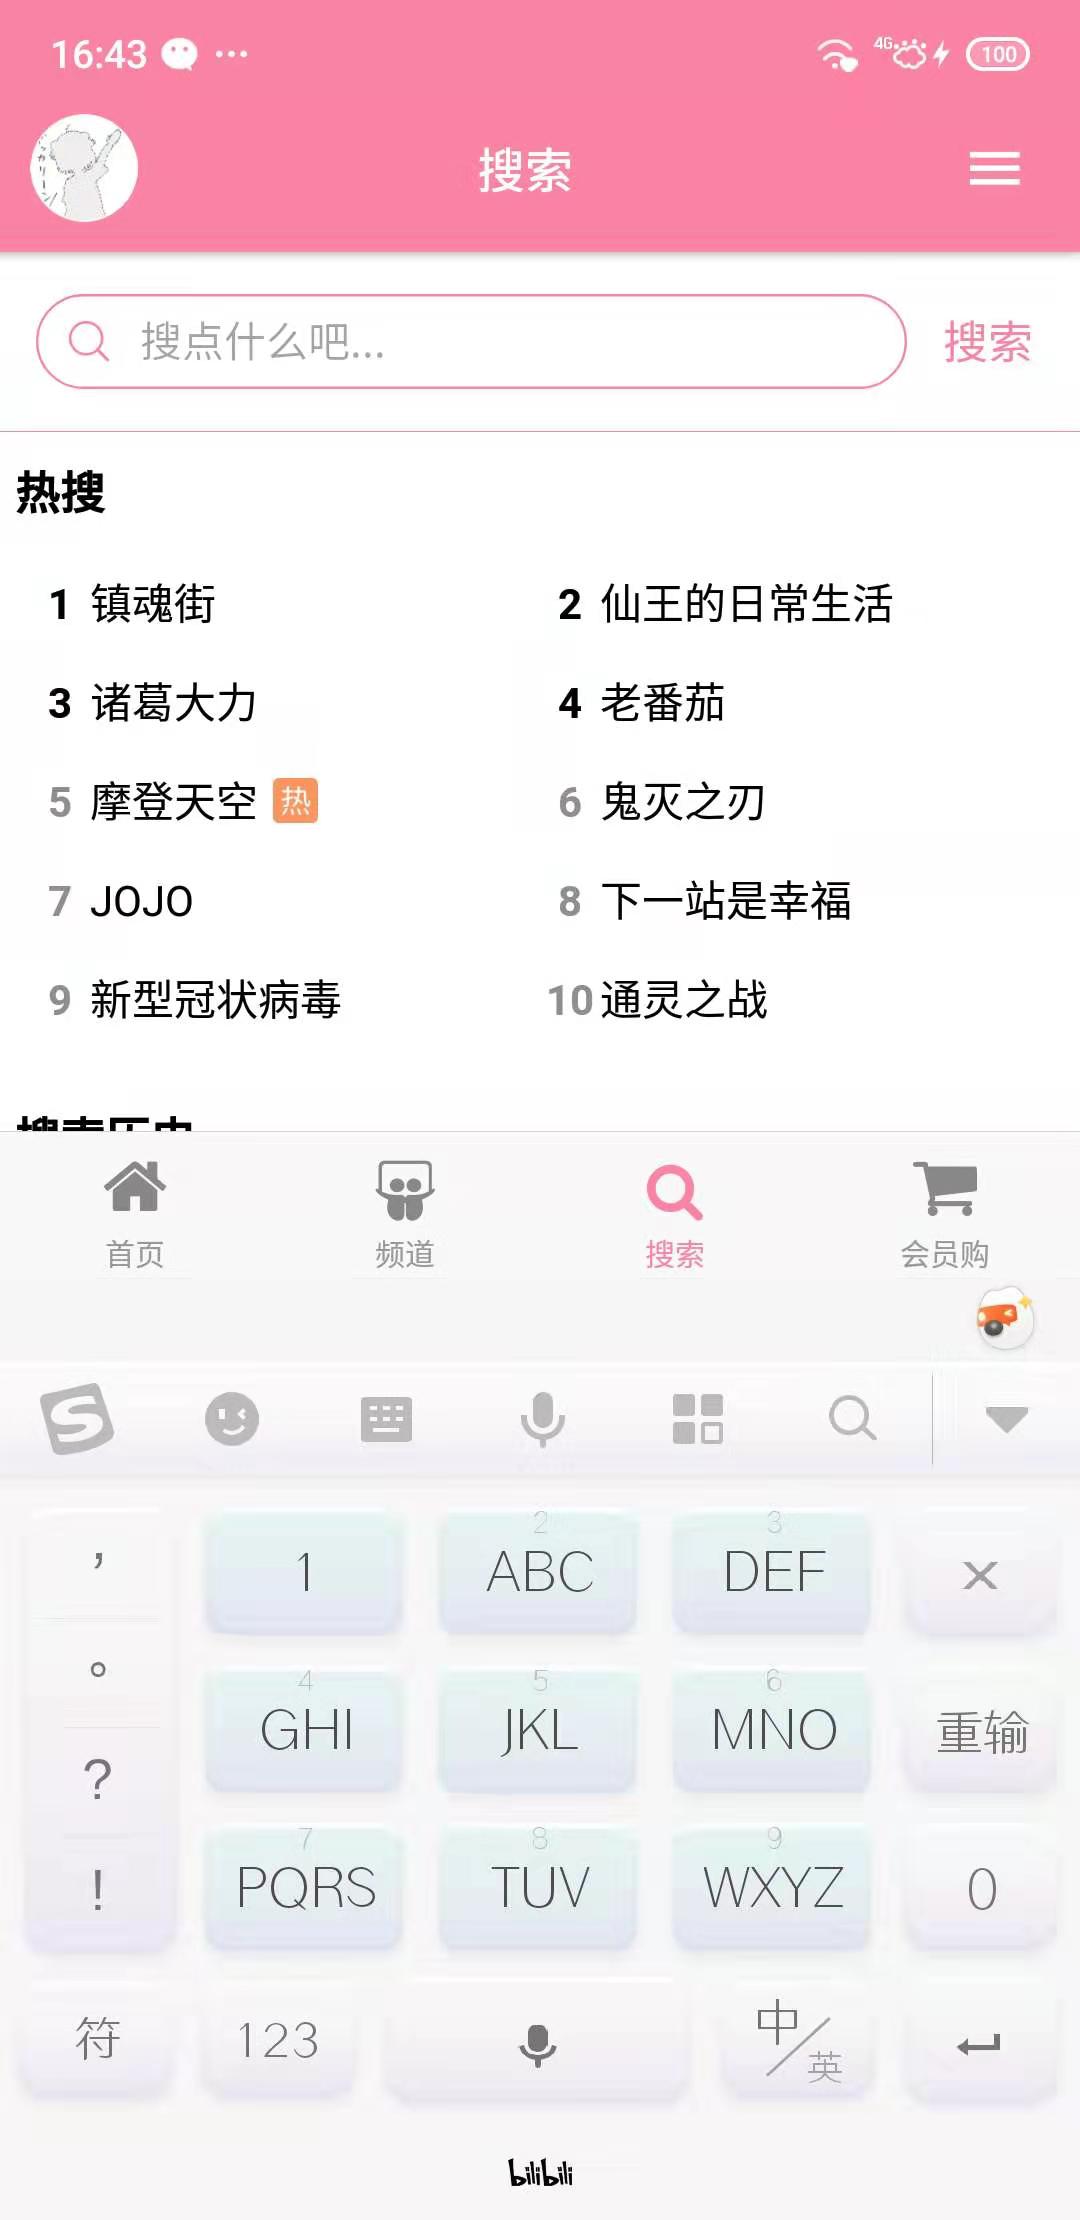 16:43
4G
100
搜索
搜点什么吧...
搜索
热搜
1 镇魂街
2 仙王的日常生活
3 诸葛大力
4 老番茄
5 摩登天空 热
6 鬼灭之刃
7 JOJO
8 下一站是幸福
9 新型冠状病毒
10 通灵之战
搜索历史
首页
频道
搜索
会员购
，
1
2
ABC
3
DEF
。
4
GHI
5
JKL
6
MNO
重输
?
7
PQRS
8
TUV
9
WXYZ
0
!
符
123
中/英
bilibili